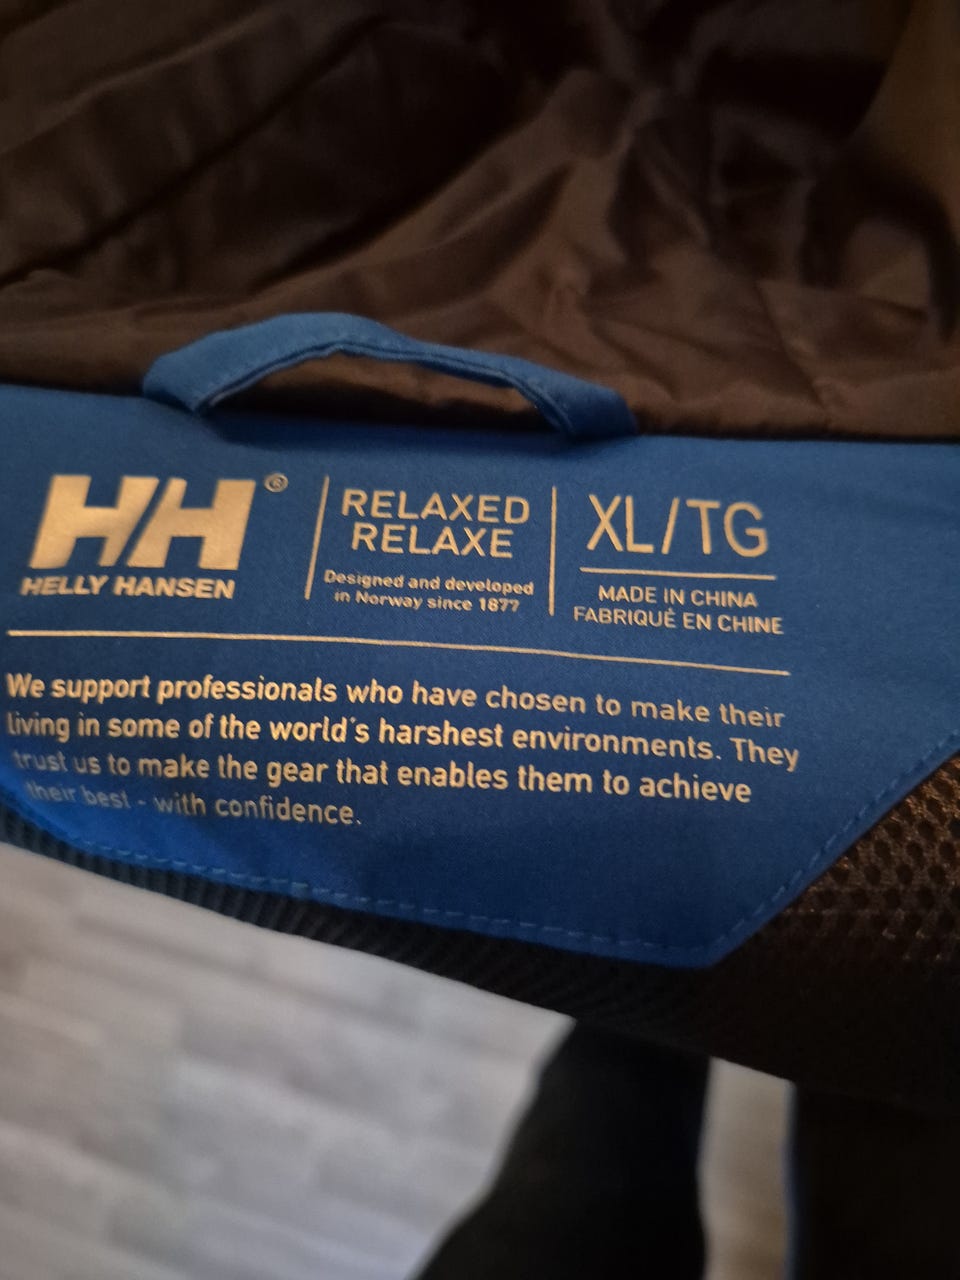 HH®
HELLY HANSEN
RELAXED
RELAXE
Designed and developed
in Norway since 1877
XL/TG
MADE IN CHINA
FABRIQUÉ EN CHINE
We support professionals who have chosen to make their
living in some of the world's harshest environments. They
trust us to make the gear that enables them to achieve
their best - with confidence.